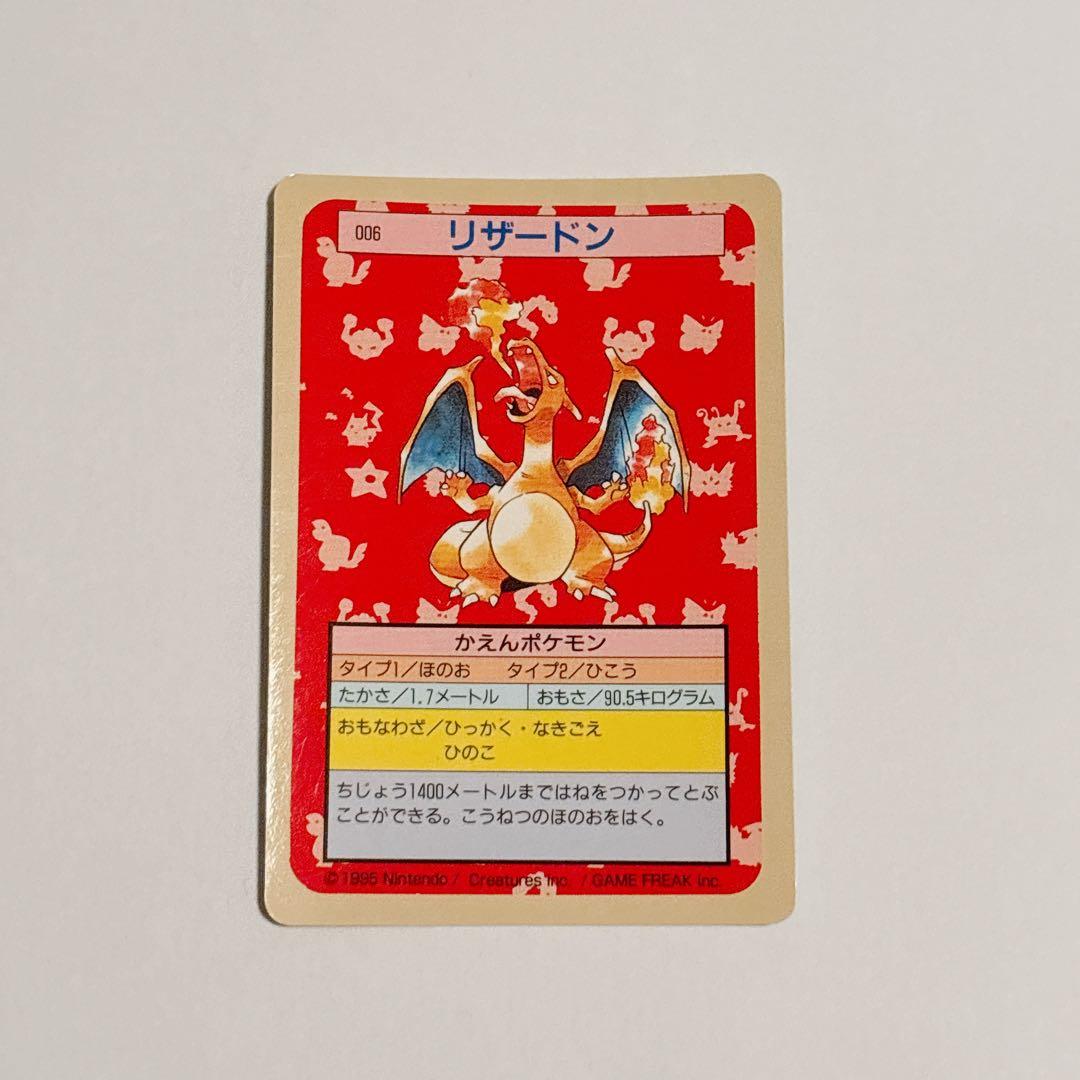 006 リザードン
かえんポケモン
タイプ1/ほのお タイプ2/ひこう
たかさ/1.7メートル おもさ/90.5キログラム
おもなわざ/ひっかく・なきごえ
ひのこ
ちじょう1400メートルまではねをつかってとぶ
ことができる。こうねつのほのおをはく。
©1995 Nintendo / Creatures inc. / GAME FREAK inc.